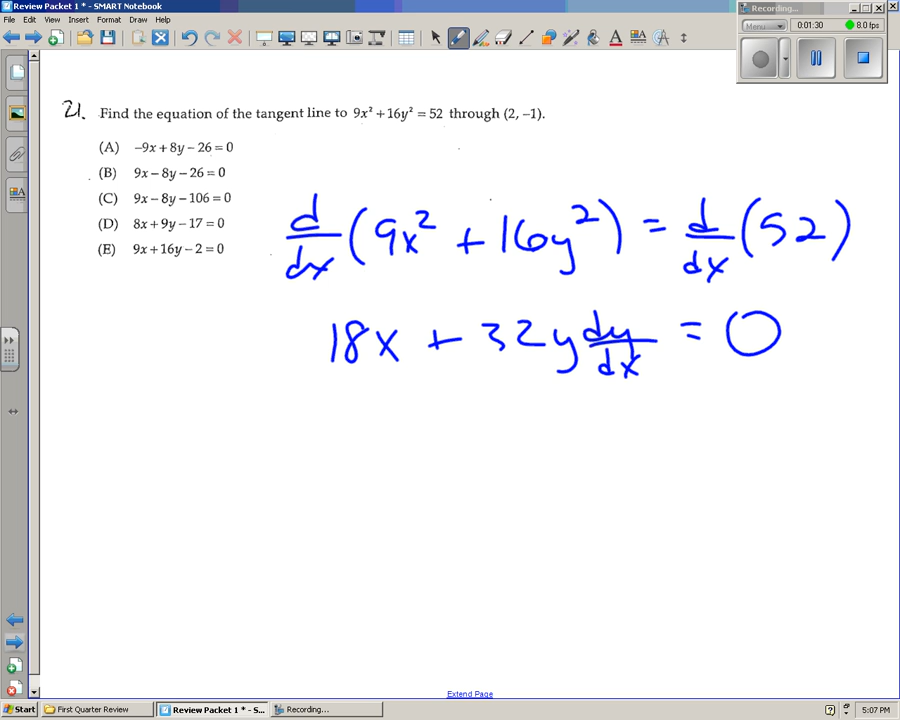 Review Packet 1 * - SMART Notebook
Recording...
File Edit View Insert Format Draw Help
Menu
0:01:30
8.0 fps
21. Find the equation of the tangent line to 9x² + 16y² = 52 through (2, −1).
(A) −9x + 8y − 26 = 0
(B) 9x − 8y − 26 = 0
(C) 9x − 8y − 106 = 0
(D) 8x + 9y − 17 = 0
(E) 9x + 16y − 2 = 0
d/dx (9x² + 16y²) = d/dx (52)
18x + 32y dy/dx = 0
Extend Page
Start
First Quarter Review
Review Packet 1 * - S...
Recording...
5:07 PM